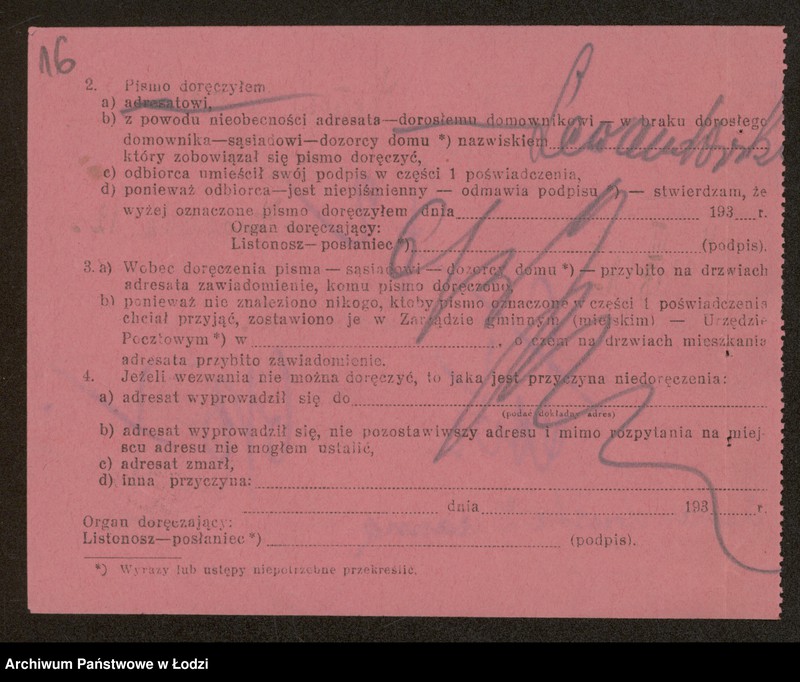 16
2. Pismo doręczyłem
a) adresatowi,
b) z powodu nieobecności adresata—dorosłemu domownikowi — w braku dorosłego
domownika—sąsiadowi—dozorcy domu *) nazwiskiem
który zobowiązał się pismo doręczyć,
c) odbiorca umieścił swój podpis w części 1 poświadczenia,
d) ponieważ odbiorca—jest niepiśmienny — odmawia podpisu *) — stwierdzam, że
wyżej oznaczone pismo doręczyłem dnia 193 r.
Organ doręczający:
Listonosz—posłaniec *) (podpis).
3. a) Wobec doręczenia pisma — sąsiadowi — dozorcy domu *) — przybito na drzwiach
adresata zawiadomienie, komu pismo doręczono,
b) ponieważ nie znaleziono nikogo, ktoby pismo oznaczone w części 1 poświadczenia
chciał przyjąć, zostawiono je w Zarządzie gminnym (miejskim) — Urzędzie
Pocztowym *) w , o czem na drzwiach mieszkania
adresata przybito zawiadomienie.
4. Jeżeli wezwania nie można doręczyć, to jaka jest przyczyna niedoręczenia:
a) adresat wyprowadził się do
(podać dokładny adres)
b) adresat wyprowadził się, nie pozostawiwszy adresu i mimo rozpytania na miej-
scu adresu nie mogłem ustalić,
c) adresat zmarł,
d) inna przyczyna:
dnia 193 r.
Organ doręczający:
Listonosz—posłaniec *) (podpis).
*) Wyrazy lub ustępy niepotrzebne przekreślić.
Archiwum Państwowe w Łodzi